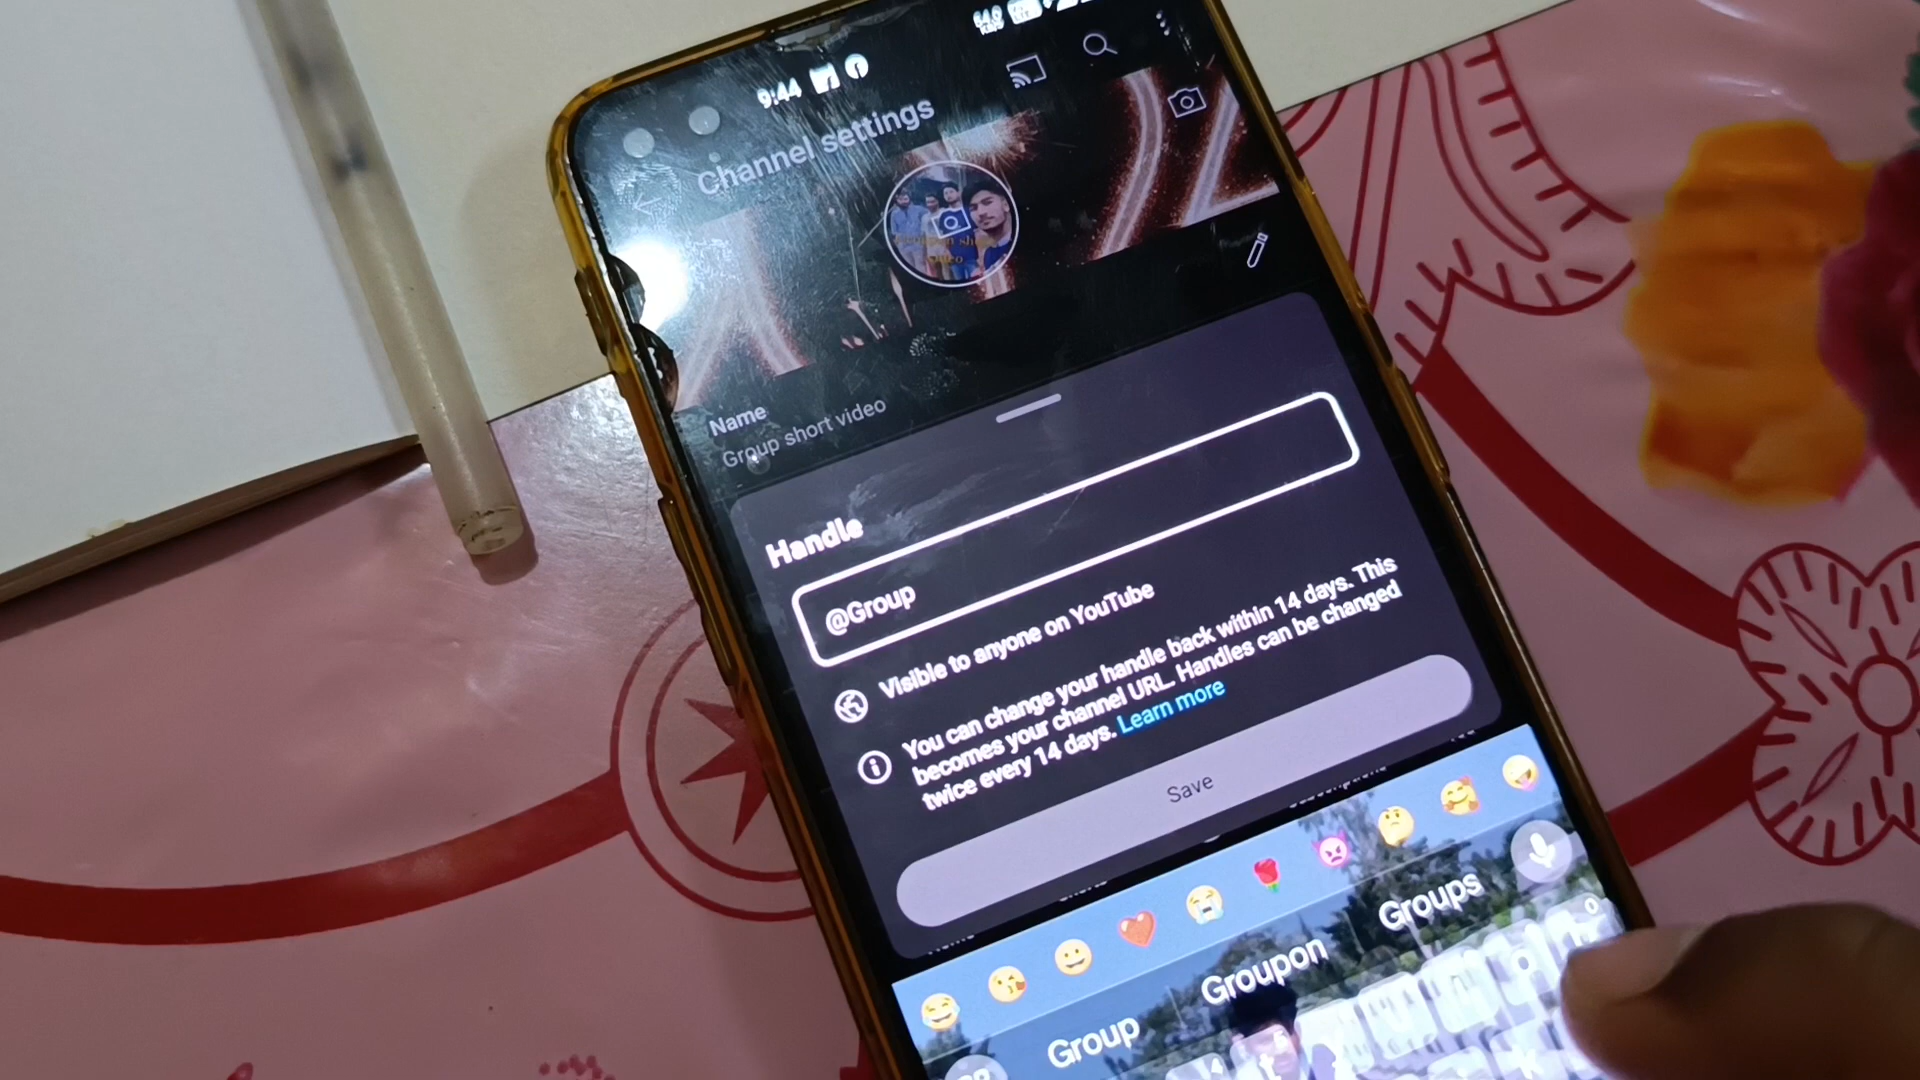 9:44
Channel settings
Name
Group short video
Handle
@Group
Visible to anyone on YouTube
You can change your handle back within 14 days. This
becomes your channel URL. Handles can be changed
twice every 14 days. Learn more
Save
Group
Groupon
Groups